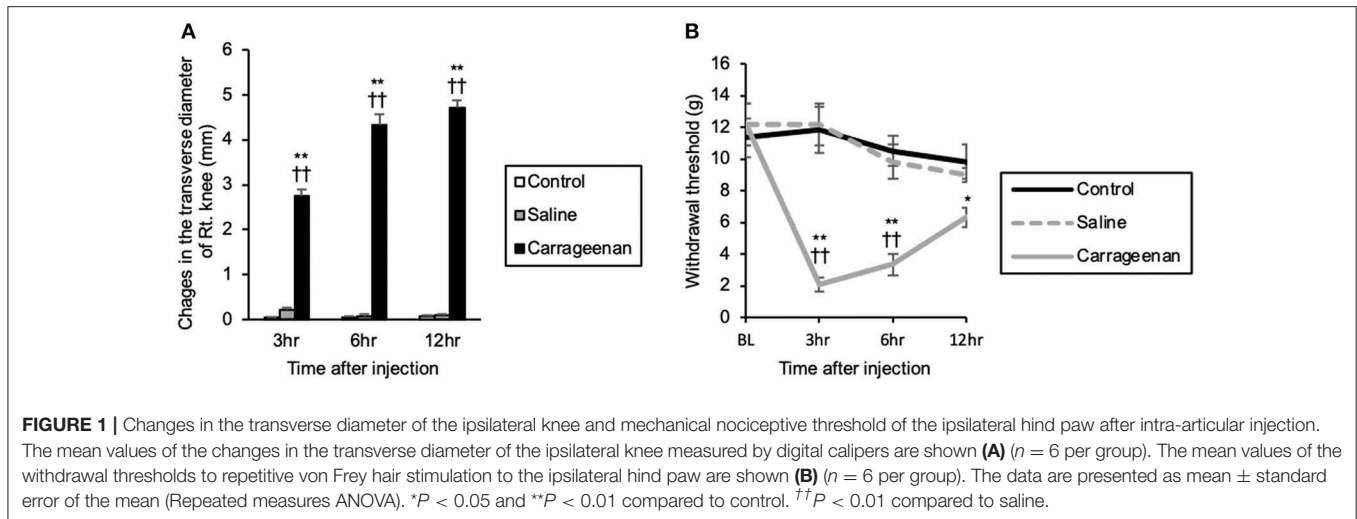 A
Chages in the transverse diameter
of Rt. knee (mm)
6
5
4
3
2
1
0
**
††
**
††
**
††
3hr
6hr
12hr
Time after injection
Control
Saline
Carrageenan
B
Withdrawal threshold (g)
16
14
12
10
8
6
4
2
0
**
††
**
††
*
BL
3hr
6hr
12hr
Time after injection
Control
Saline
Carrageenan
FIGURE 1 | Changes in the transverse diameter of the ipsilateral knee and mechanical nociceptive threshold of the ipsilateral hind paw after intra-articular injection.
The mean values of the changes in the transverse diameter of the ipsilateral knee measured by digital calipers are shown (A) (n = 6 per group). The mean values of the
withdrawal thresholds to repetitive von Frey hair stimulation to the ipsilateral hind paw are shown (B) (n = 6 per group). The data are presented as mean ± standard
error of the mean (Repeated measures ANOVA). *P < 0.05 and **P < 0.01 compared to control. ††P < 0.01 compared to saline.